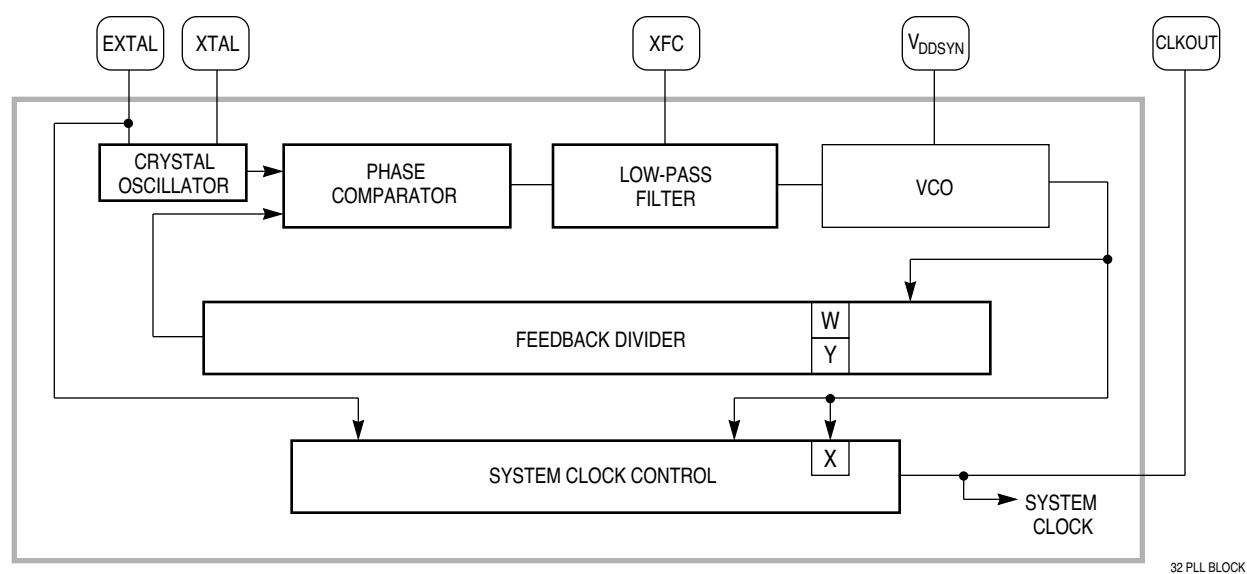 EXTAL
XTAL
XFC
VDDSYN
CLKOUT
CRYSTAL
OSCILLATOR
PHASE
COMPARATOR
LOW-PASS
FILTER
VCO
FEEDBACK DIVIDER
W
Y
SYSTEM CLOCK CONTROL
X
SYSTEM
CLOCK
32 PLL BLOCK